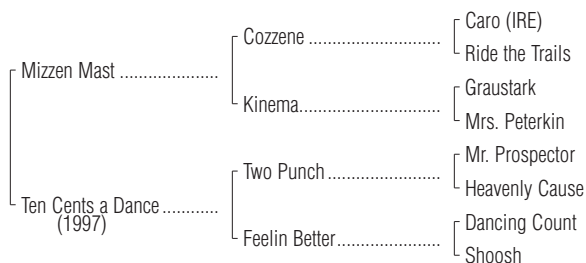 Caro (IRE)
Cozzene ....................................
Ride the Trails
Mizzen Mast ......................
Graustark
Kinema......................................
Mrs. Peterkin
Mr. Prospector
Two Punch ..............................
Heavenly Cause
Ten Cents a Dance ............
(1997)
Dancing Count
Feelin Better............................
Shoosh